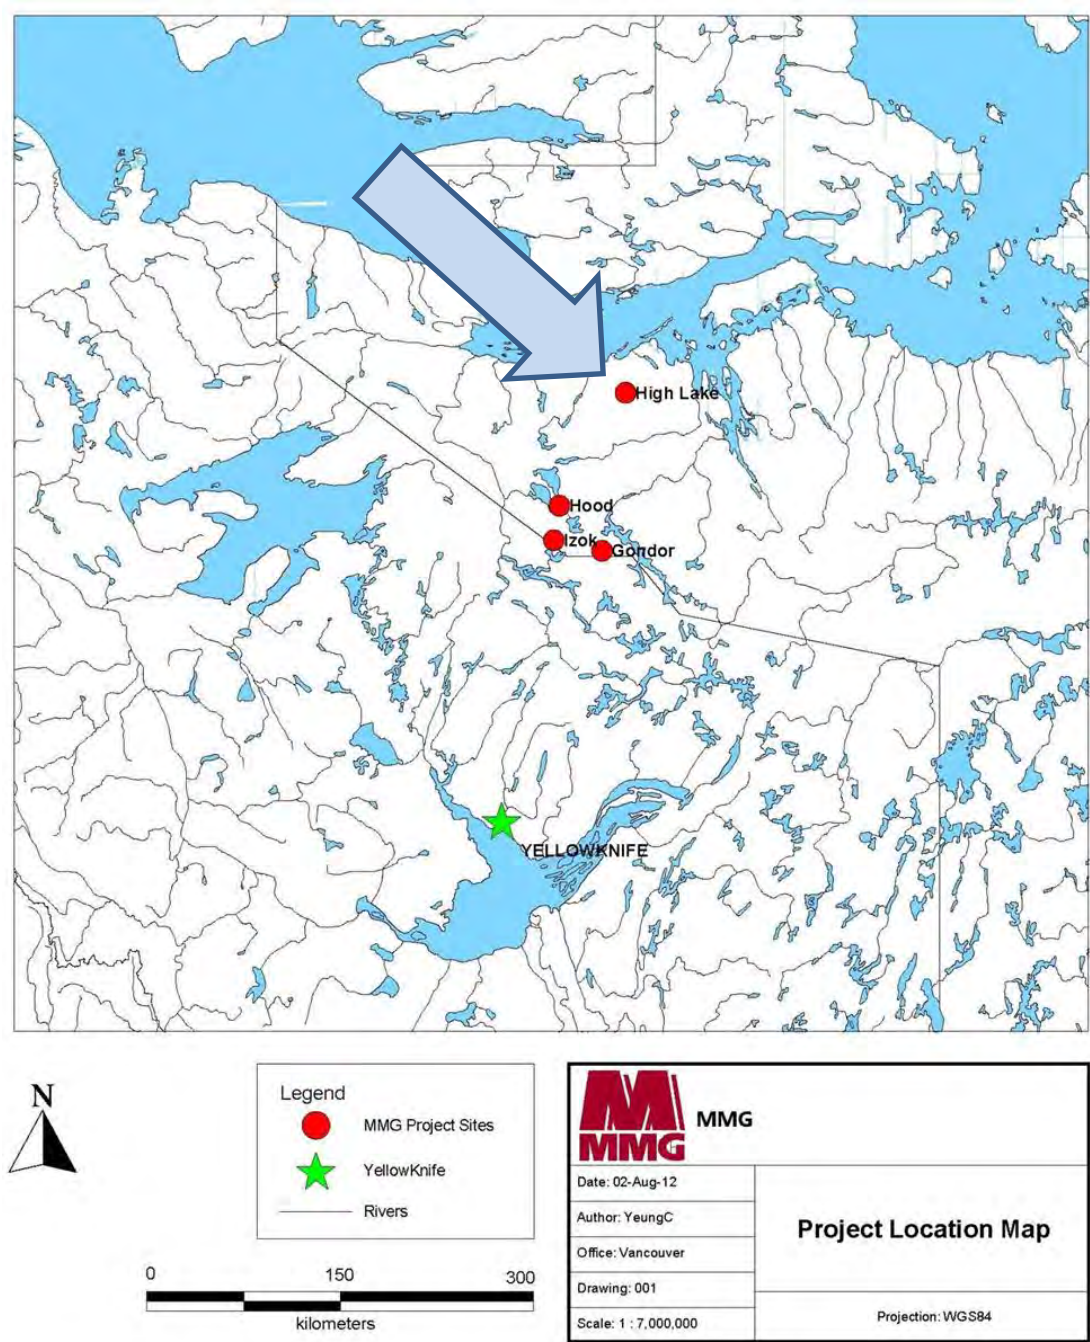 High Lake
Hood
Izok
Gondor
YELLOWKNIFE
N
Legend
MMG Project Sites
YellowKnife
Rivers
0 150 300
kilometers
MMG
MMG
Date: 02-Aug-12
Author: YeungC
Office: Vancouver
Drawing: 001
Scale: 1 : 7,000,000
Project Location Map
Projection: WGS84